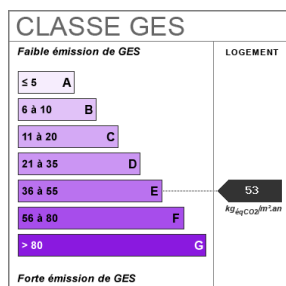 CLASSE GES
Faible émission de GES
LOGEMENT
≤ 5 A
6 à 10 B
11 à 20 C
21 à 35 D
36 à 55 E
53
kgéqCO2/m².an
56 à 80 F
> 80 G
Forte émission de GES